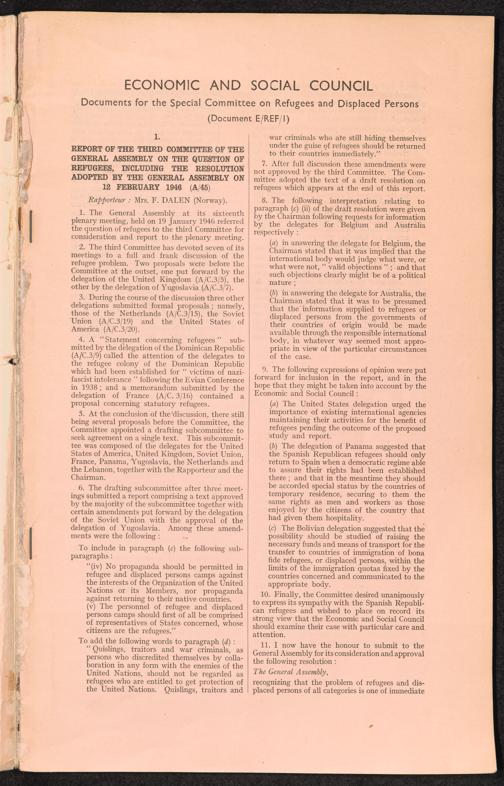 ECONOMIC AND SOCIAL COUNCIL
Documents for the Special Committee on Refugees and Displaced Persons
(Document E/REF/1)
1.
REPORT OF THE THIRD COMMITTEE OF THE
GENERAL ASSEMBLY ON THE QUESTION OF
REFUGEES, INCLUDING THE RESOLUTION
ADOPTED BY THE GENERAL ASSEMBLY ON
12 FEBRUARY 1946 (A/45)
Rapporteur : Mrs. F. DALEN (Norway).
1. The General Assembly at its sixteenth
plenary meeting, held on 19 January 1946 referred
the question of refugees to the third Committee for
consideration and report to the plenary meeting.
2. The third Committee has devoted seven of its
meetings to a full and frank discussion of the
refugee problem. Two proposals were before the
Committee at the outset, one put forward by the
delegation of the United Kingdom (A/C.3/5), the
other by the delegation of Yugoslavia (A/C.3/7).
3. During the course of the discussion three other
delegations submitted formal proposals ; namely,
those of the Netherlands (A/C.3/15), the Soviet
Union (A/C.3/19) and the United States of
America (A/C.3/20).
4. A "Statement concerning refugees" sub-
mitted by the delegation of the Dominican Republic
(A/C.3/9) called the attention of the delegates to
the refugee colony of the Dominican Republic
which had been established for " victims of nazi-
fascist intolerance " following the Evian Conference
in 1938 ; and a memorandum submitted by the
delegation of France (A/C.3/16) contained a
proposal concerning statutory refugees.
5. At the conclusion of the discussion, there still
being several proposals before the Committee, the
Committee appointed a drafting subcommittee to
seek agreement on a single text. This subcommit-
tee was composed of the delegates for the United
States of America, United Kingdom, Soviet Union,
France, Panama, Yugoslavia, the Netherlands and
the Lebanon, together with the Rapporteur and the
Chairman.
6. The drafting subcommittee after three meet-
ings submitted a report comprising a text approved
by the majority of the subcommittee together with
certain amendments put forward by the delegation
of the Soviet Union with the approval of the
delegation of Yugoslavia. Among these amend-
ments were the following :
To include in paragraph (c) the following sub-
paragraphs :
"(iv) No propaganda should be permitted in
refugee and displaced persons camps against
the interests of the Organization of the United
Nations or its Members, nor propaganda
against returning to their native countries.
(v) The personnel of refugee and displaced
persons camps should first of all be comprised
of representatives of States concerned, whose
citizens are the refugees."
To add the following words to paragraph (d) :
" Quislings, traitors and war criminals, as
persons who discredited themselves by colla-
boration in any form with the enemies of the
United Nations, should not be regarded as
refugees who are entitled to get protection of
the United Nations. Quislings, traitors and
war criminals who are still hiding themselves
under the guise of refugees should be returned
to their countries immediately."
7. After full discussion these amendments were
not approved by the third Committee. The Com-
mittee adopted the text of a draft resolution on
refugees which appears at the end of this report.
8. The following interpretation relating to
paragraph (c) (ii) of the draft resolution were given
by the Chairman following requests for information
by the delegates for Belgium and Australia
respectively :
(a) in answering the delegate for Belgium, the
Chairman stated that it was implied that the
international body would judge what were, or
what were not, " valid objections " ; and that
such objections clearly might be of a political
nature ;
(b) in answering the delegate for Australia, the
Chairman stated that it was to be presumed
that the information supplied to refugees or
displaced persons from the governments of
their countries of origin would be made
available through the responsible international
body, in whatever way seemed most appro-
priate in view of the particular circumstances
of the case.
9. The following expressions of opinion were put
forward for inclusion in the report, and in the
hope that they might be taken into account by the
Economic and Social Council :
(a) The United States delegation urged the
importance of existing international agencies
maintaining their activities for the benefit of
refugees pending the outcome of the proposed
study and report.
(b) The delegation of Panama suggested that
the Spanish Republican refugees should only
return to Spain when a democratic regime able
to assure their rights had been established
there ; and that in the meantime they should
be accorded special status by the countries of
temporary residence, securing to them the
same rights as men and workers as those
enjoyed by the citizens of the country that
had given them hospitality.
(c) The Bolivian delegation suggested that the
possibility should be studied of raising the
necessary funds and means of transport for the
transfer to countries of immigration of bona
fide refugees, or displaced persons, within the
limits of the immigration quotas fixed by the
countries concerned and communicated to the
appropriate body.
10. Finally, the Committee desired unanimously
to express its sympathy with the Spanish Republi-
can refugees and wished to place on record its
strong view that the Economic and Social Council
should examine their case with particular care and
attention.
11. I now have the honour to submit to the
General Assembly for its consideration and approval
the following resolution :
The General Assembly,
recognizing that the problem of refugees and dis-
placed persons of all categories is one of immediate